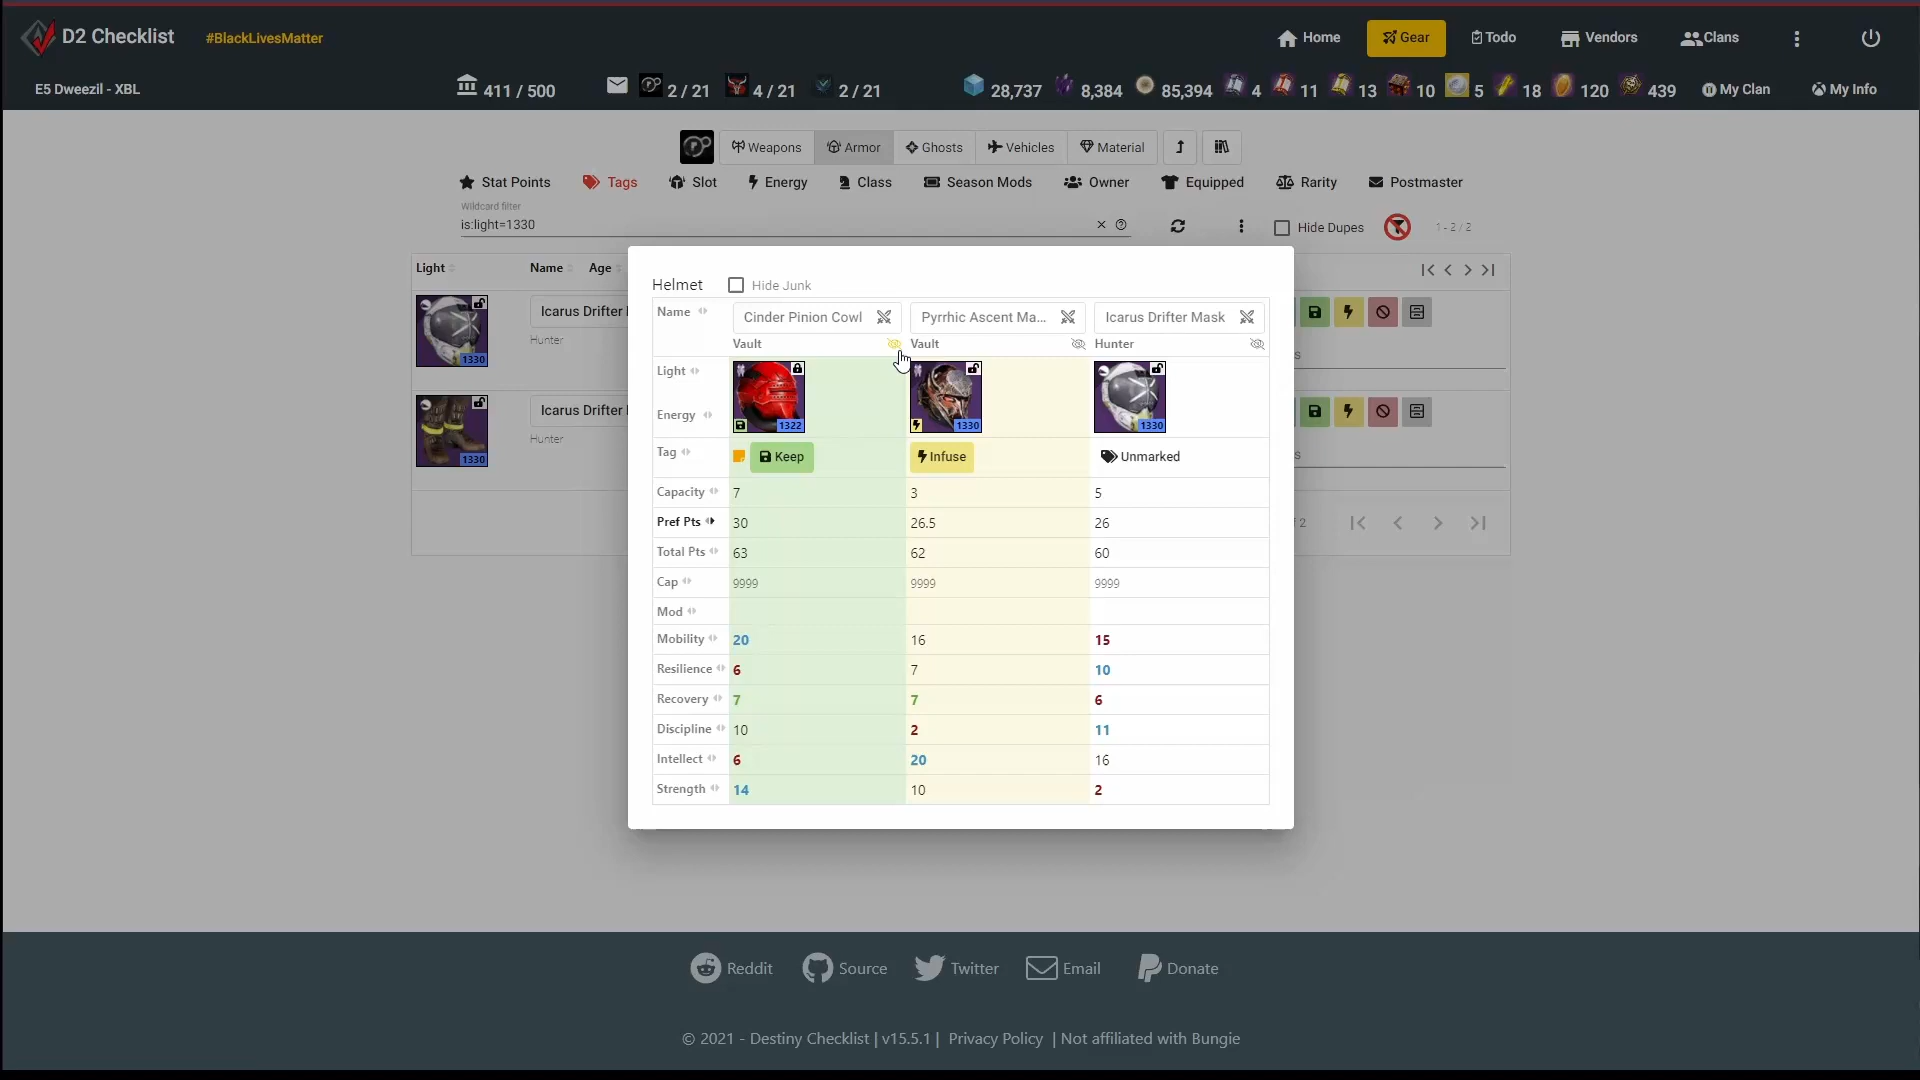 D2 Checklist
#BlackLivesMatter
Home
Gear
Todo
Vendors
Clans
E5 Dweezil - XBL
411 / 500
2 / 21
4 / 21
2 / 21
28,737
8,384
85,394
4
11
13
10
5
18
120
439
My Clan
My Info
Weapons
Armor
Ghosts
Vehicles
Material
Stat Points
Tags
Slot
Energy
Class
Season Mods
Owner
Equipped
Rarity
Postmaster
Wildcard filter
is:light=1330
Hide Dupes
1 - 2 / 2
Light
Name
Age
1330
Icarus Drifter
Hunter
1330
Icarus Drifter
Hunter
Helmet
Hide Junk
Name
Cinder Pinion Cowl
Pyrrhic Ascent Ma...
Icarus Drifter Mask
Vault
Vault
Hunter
Light
Energy
1322
1330
1330
Tag
Keep
Infuse
Unmarked
Capacity 7 3 5
Pref Pts 30 26.5 26
Total Pts 63 62 60
Cap 9999 9999 9999
Mod
Mobility 20 16 15
Resilience 6 7 10
Recovery 7 7 6
Discipline 10 2 11
Intellect 6 20 16
Strength 14 10 2
s
s
f 2
Reddit
Source
Twitter
Email
Donate
© 2021 - Destiny Checklist | v15.5.1 | Privacy Policy | Not affiliated with Bungie